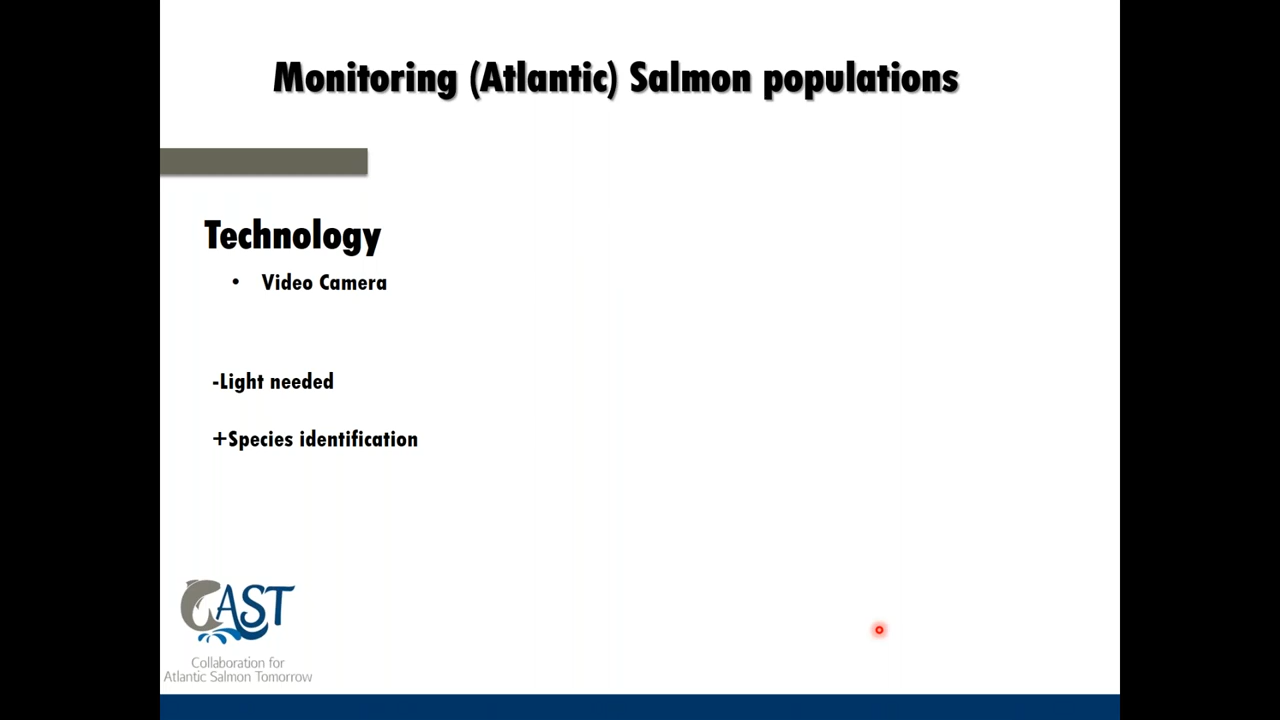 Monitoring (Atlantic) Salmon populations
Technology
• Video Camera
-Light needed
+Species identification
CAST
Collaboration for
Atlantic Salmon Tomorrow